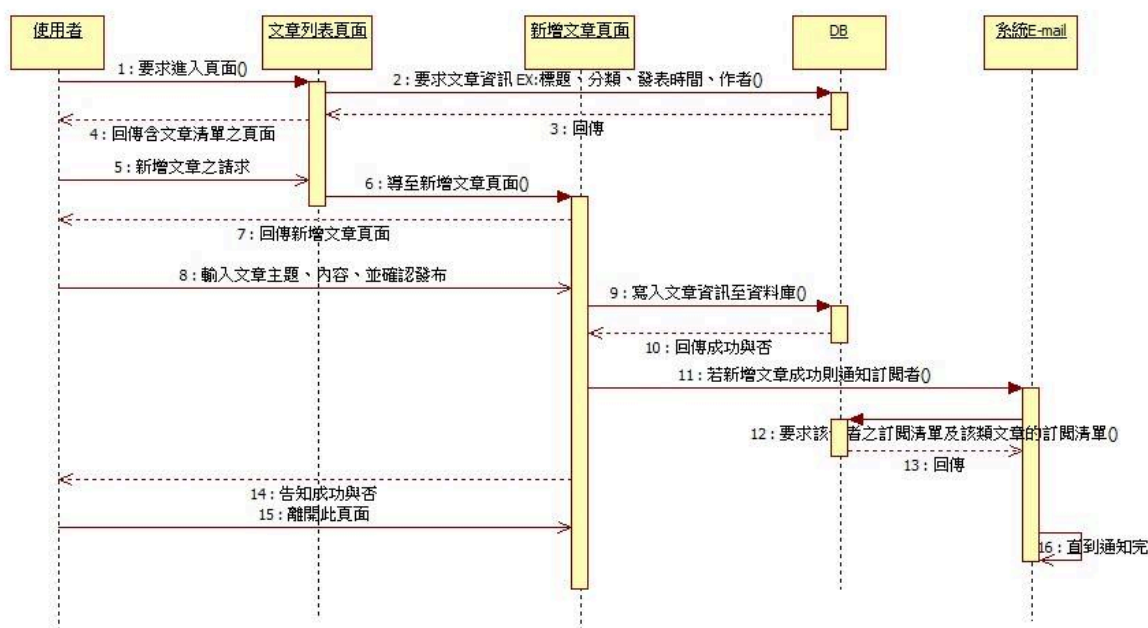 使用者
文章列表頁面
新增文章頁面
DB
系統E-mail
1 : 要求進入頁面()
2 : 要求文章資訊 EX:標題、分類、發表時間、作者()
3 : 回傳
4 : 回傳含文章清單之頁面
5 : 新增文章之請求
6 : 導至新增文章頁面()
7 : 回傳新增文章頁面
8 : 輸入文章主題、內容、並確認發布
9 : 寫入文章資訊至資料庫()
10 : 回傳成功與否
11 : 若新增文章成功則通知訂閱者()
12 : 要求該者之訂閱清單及該類文章的訂閱清單()
13 : 回傳
14 : 告知成功與否
15 : 離開此頁面
16 : 直到通知完